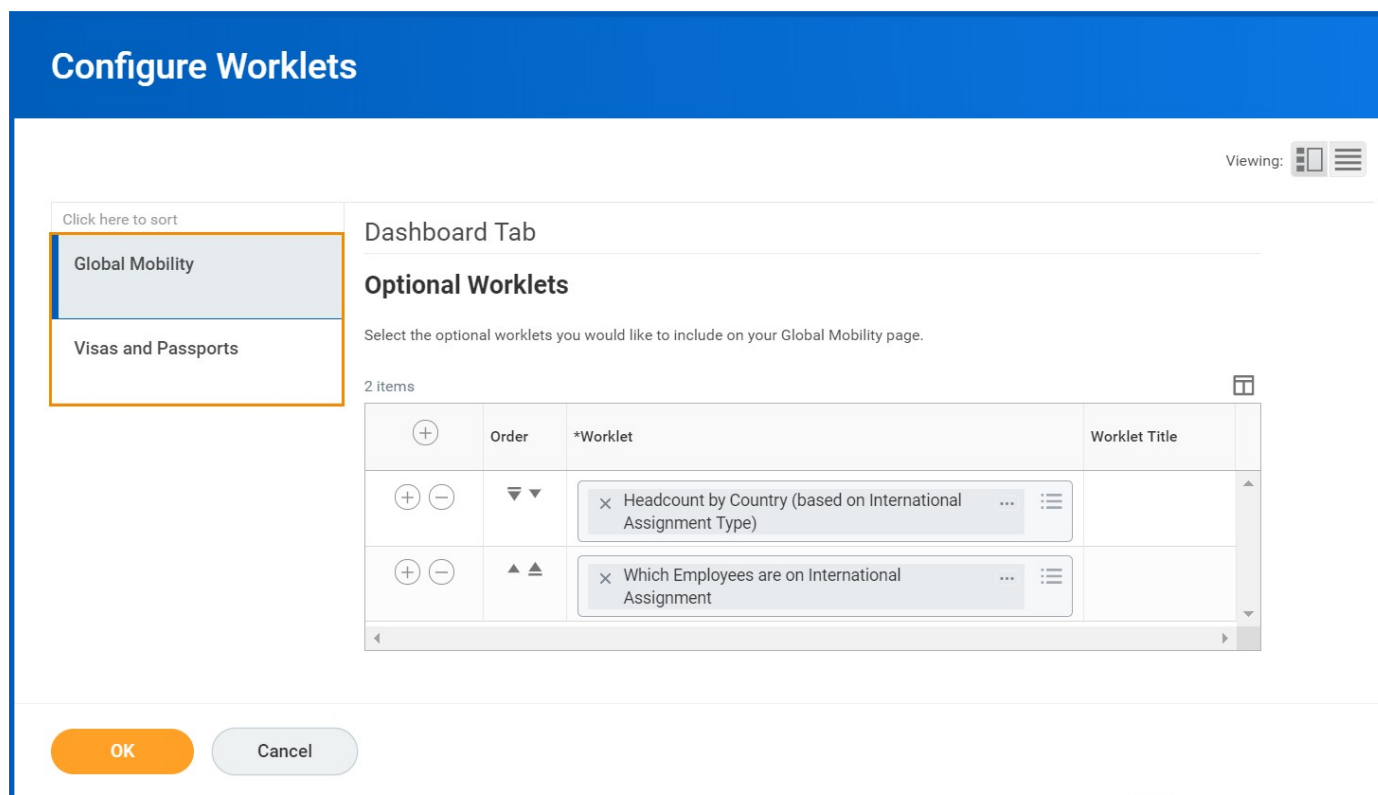 Configure Worklets
Viewing:
Click here to sort
Global Mobility
Visas and Passports
Dashboard Tab
Optional Worklets
Select the optional worklets you would like to include on your Global Mobility page.
2 items
Order
*Worklet
Worklet Title
Headcount by Country (based on International
Assignment Type)
Which Employees are on International
Assignment
OK
Cancel